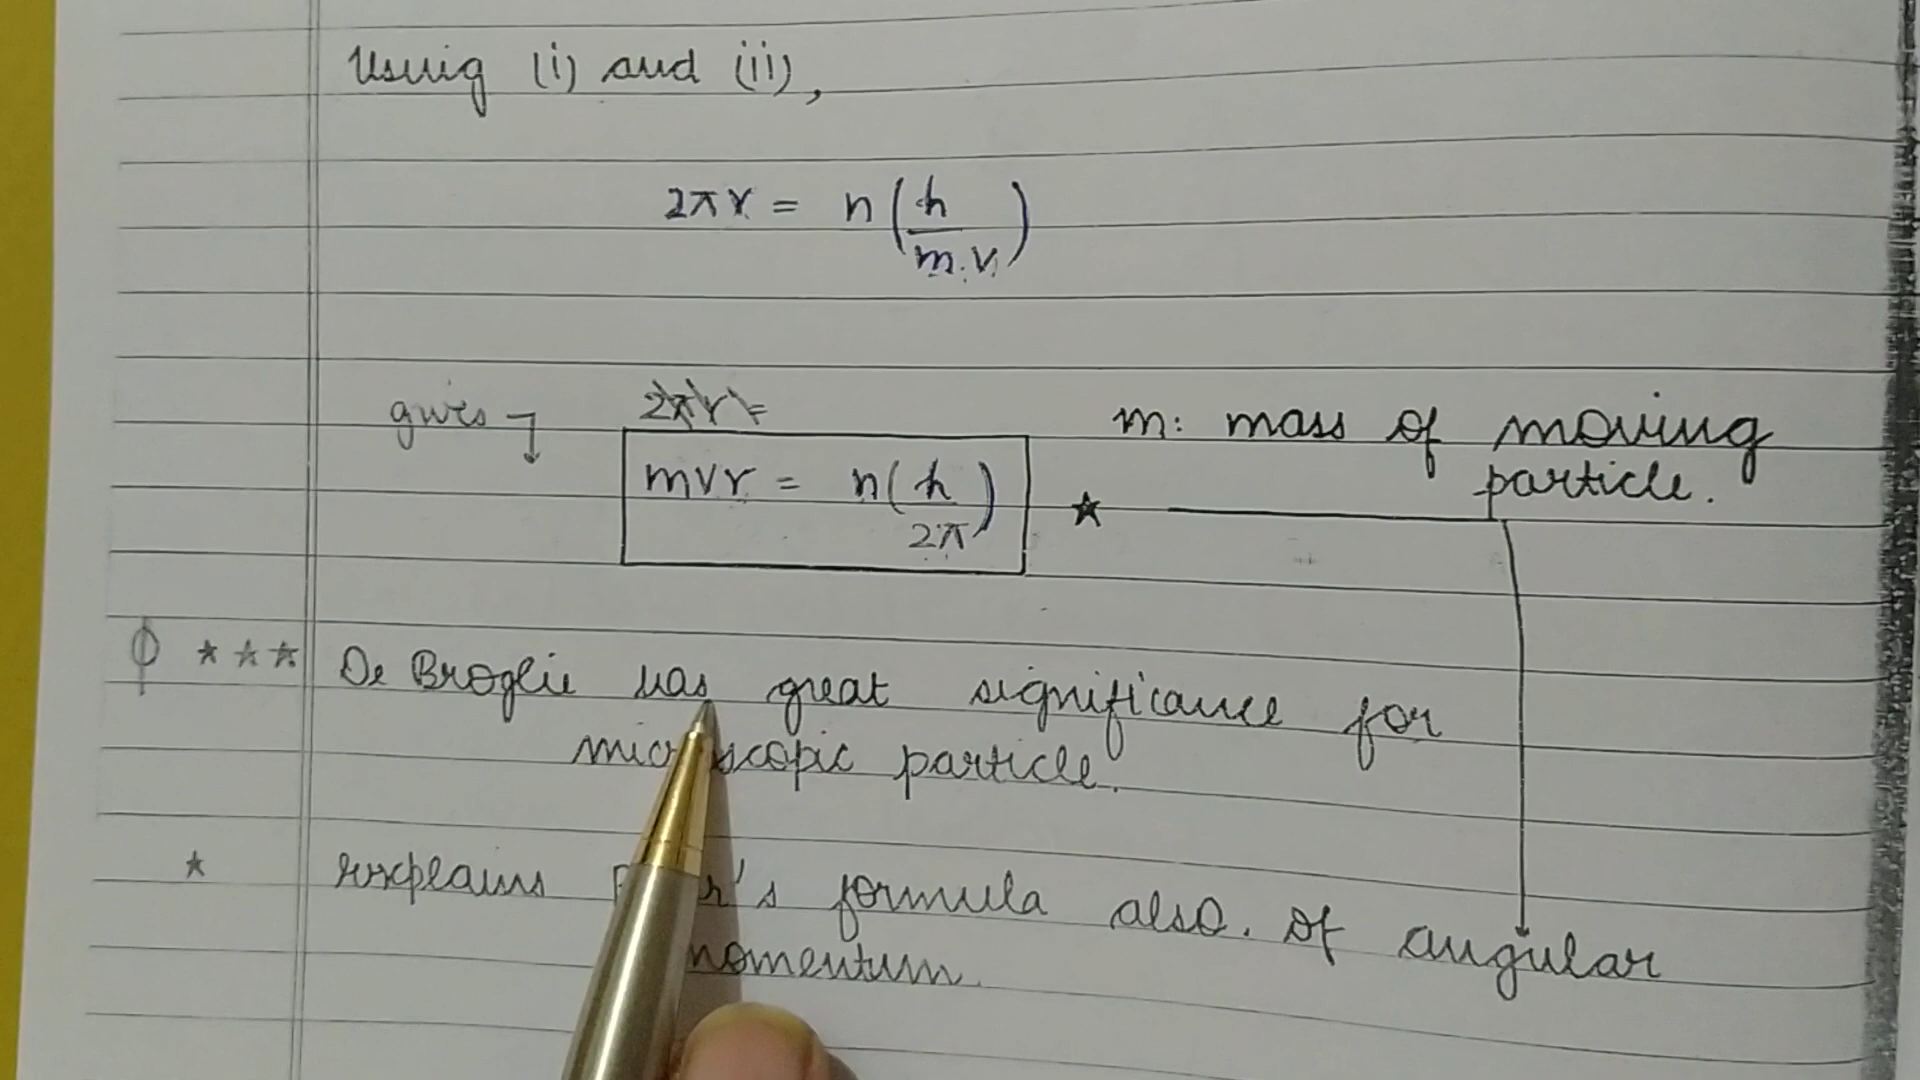 Using (i) and (ii),
2πr = n(h/m.v)
gives 2πr =
m: mass of moving
particle.
mvr = n(h/2π) ★
ϕ ★★★ De Broglie has great significance for
microscopic particle.
★ explains 's formula also. of angular
momentum.